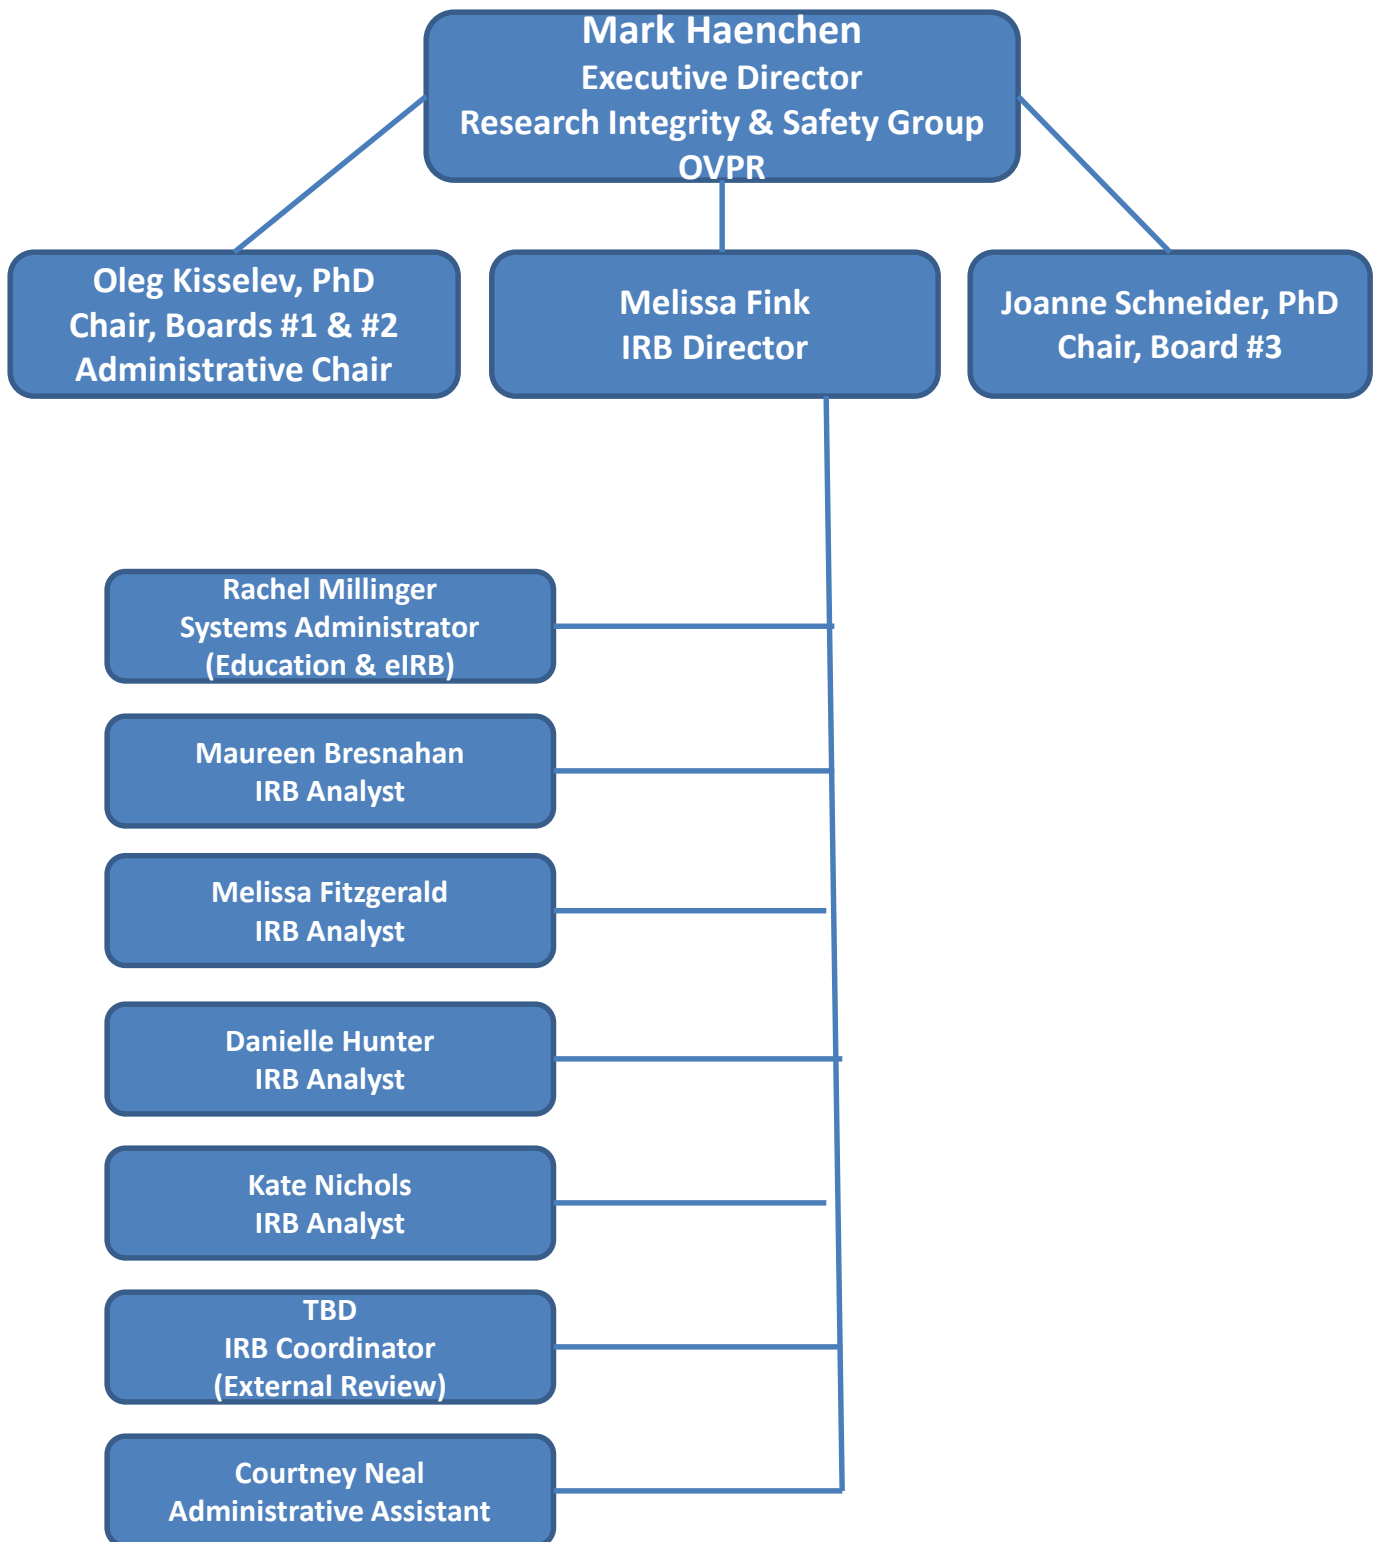 Mark Haenchen
Executive Director
Research Integrity & Safety Group
OVPR
Oleg Kisselev, PhD
Chair, Boards #1 & #2
Administrative Chair
Melissa Fink
IRB Director
Joanne Schneider, PhD
Chair, Board #3
Rachel Millinger
Systems Administrator
(Education & eIRB)
Maureen Bresnahan
IRB Analyst
Melissa Fitzgerald
IRB Analyst
Danielle Hunter
IRB Analyst
Kate Nichols
IRB Analyst
TBD
IRB Coordinator
(External Review)
Courtney Neal
Administrative Assistant